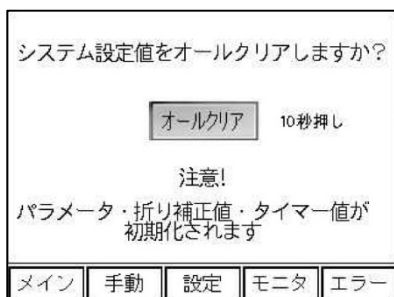 システム設定値をオールクリアしますか?
オールクリア 10秒押し
注意!
パラメータ・折り補正値・タイマー値が
初期化されます
メイン 手動 設定 モニタ エラー